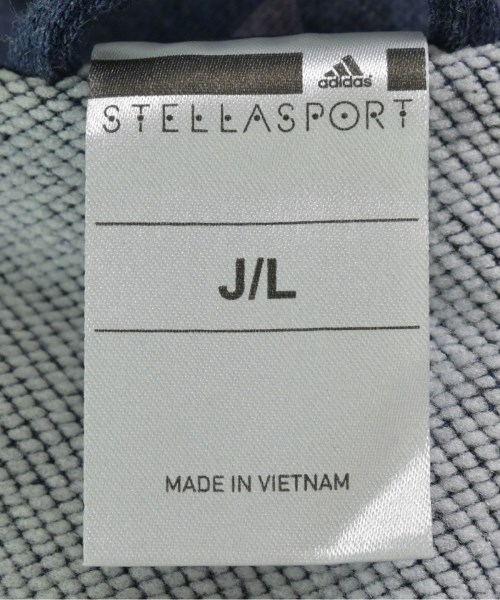 adidas
STELLASPORT
J/L
MADE IN VIETNAM